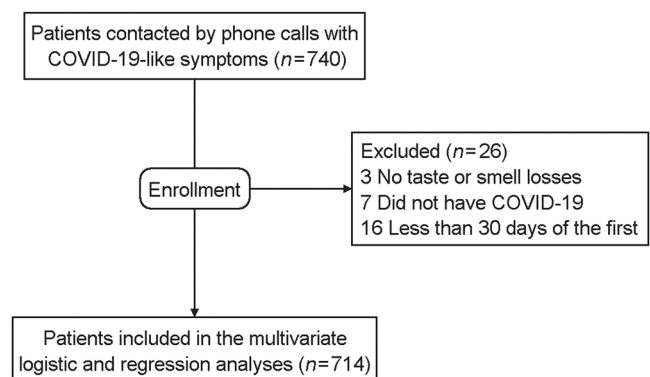 Patients contacted by phone calls with
COVID-19-like symptoms (n=740)
Enrollment
Excluded (n=26)
3 No taste or smell losses
7 Did not have COVID-19
16 Less than 30 days of the first
Patients included in the multivariate
logistic and regression analyses (n=714)